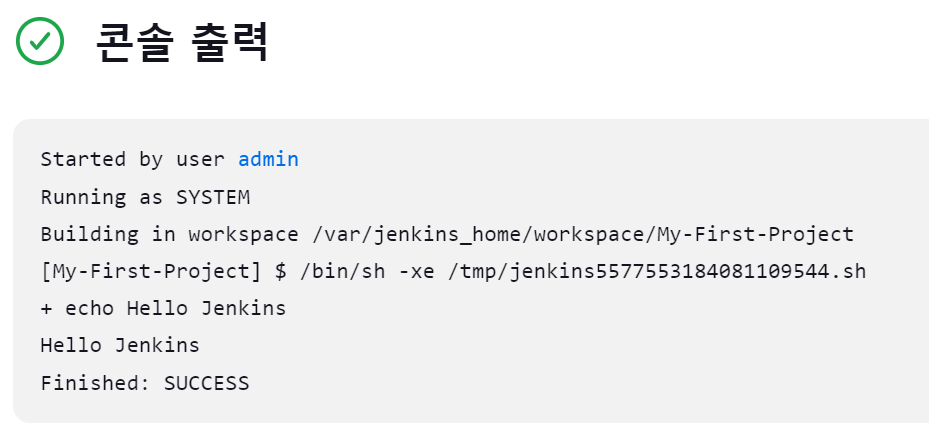 콘솔 출력
Started by user admin
Running as SYSTEM
Building in workspace /var/jenkins_home/workspace/My-First-Project
[My-First-Project] $ /bin/sh -xe /tmp/jenkins5577553184081109544.sh
+ echo Hello Jenkins
Hello Jenkins
Finished: SUCCESS